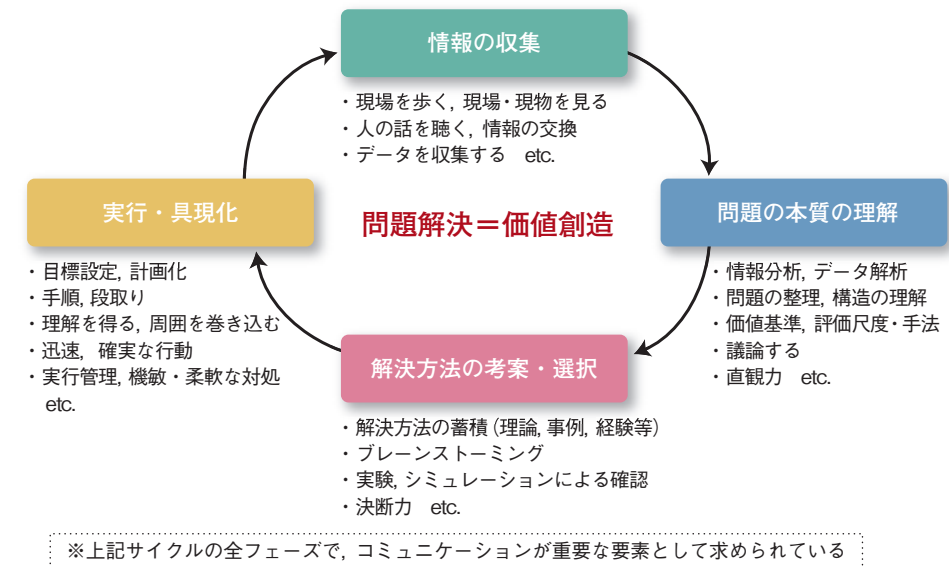 情報の収集
・現場を歩く, 現場・現物を見る
・人の話を聴く, 情報の交換
・データを収集する　etc.
実行・具現化
問題解決＝価値創造
問題の本質の理解
・目標設定, 計画化
・手順, 段取り
・理解を得る, 周囲を巻き込む
・迅速, 確実な行動
・実行管理, 機敏・柔軟な対処
etc.
・情報分析, データ解析
・問題の整理, 構造の理解
・価値基準, 評価尺度・手法
・議論する
・直観力　etc.
解決方法の考案・選択
・解決方法の蓄積（理論, 事例, 経験等）
・ブレーンストーミング
・実験, シミュレーションによる確認
・決断力　etc.
※上記サイクルの全フェーズで, コミュニケーションが重要な要素として求められている